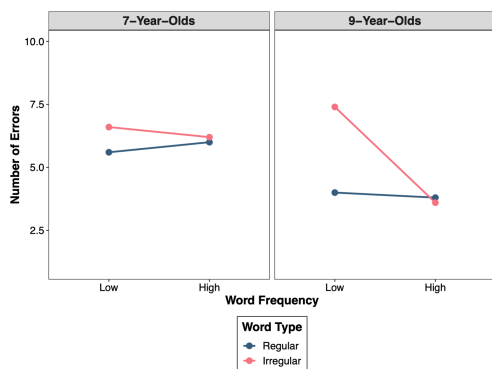 7−Year−Olds 9−Year−Olds
10.0
7.5
5.0
2.5
Number of Errors
Low High Low High
Word Frequency
Word Type
Regular
Irregular